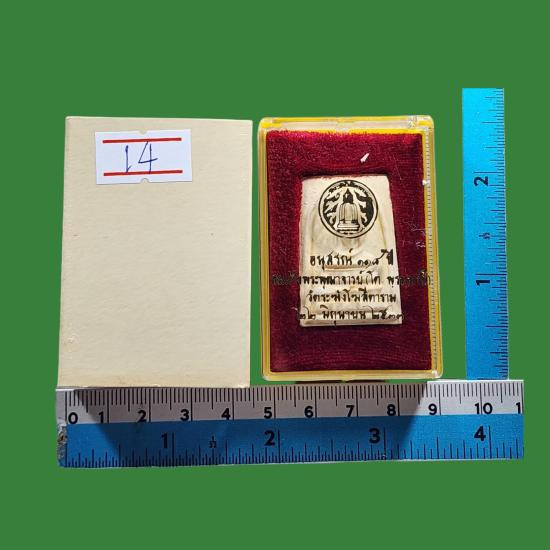 14
อนุสรณ์ ๑๑๘ ปี
สมเด็จพระพุฒาจารย์ (โต พรหมรังสี)
วัดระฆังโฆสิตาราม
๒๒ มิถุนายน ๒๕๓๓
2
1
0 1 2 3 4 5 6 7 8 9 10 1
1 2 3 4